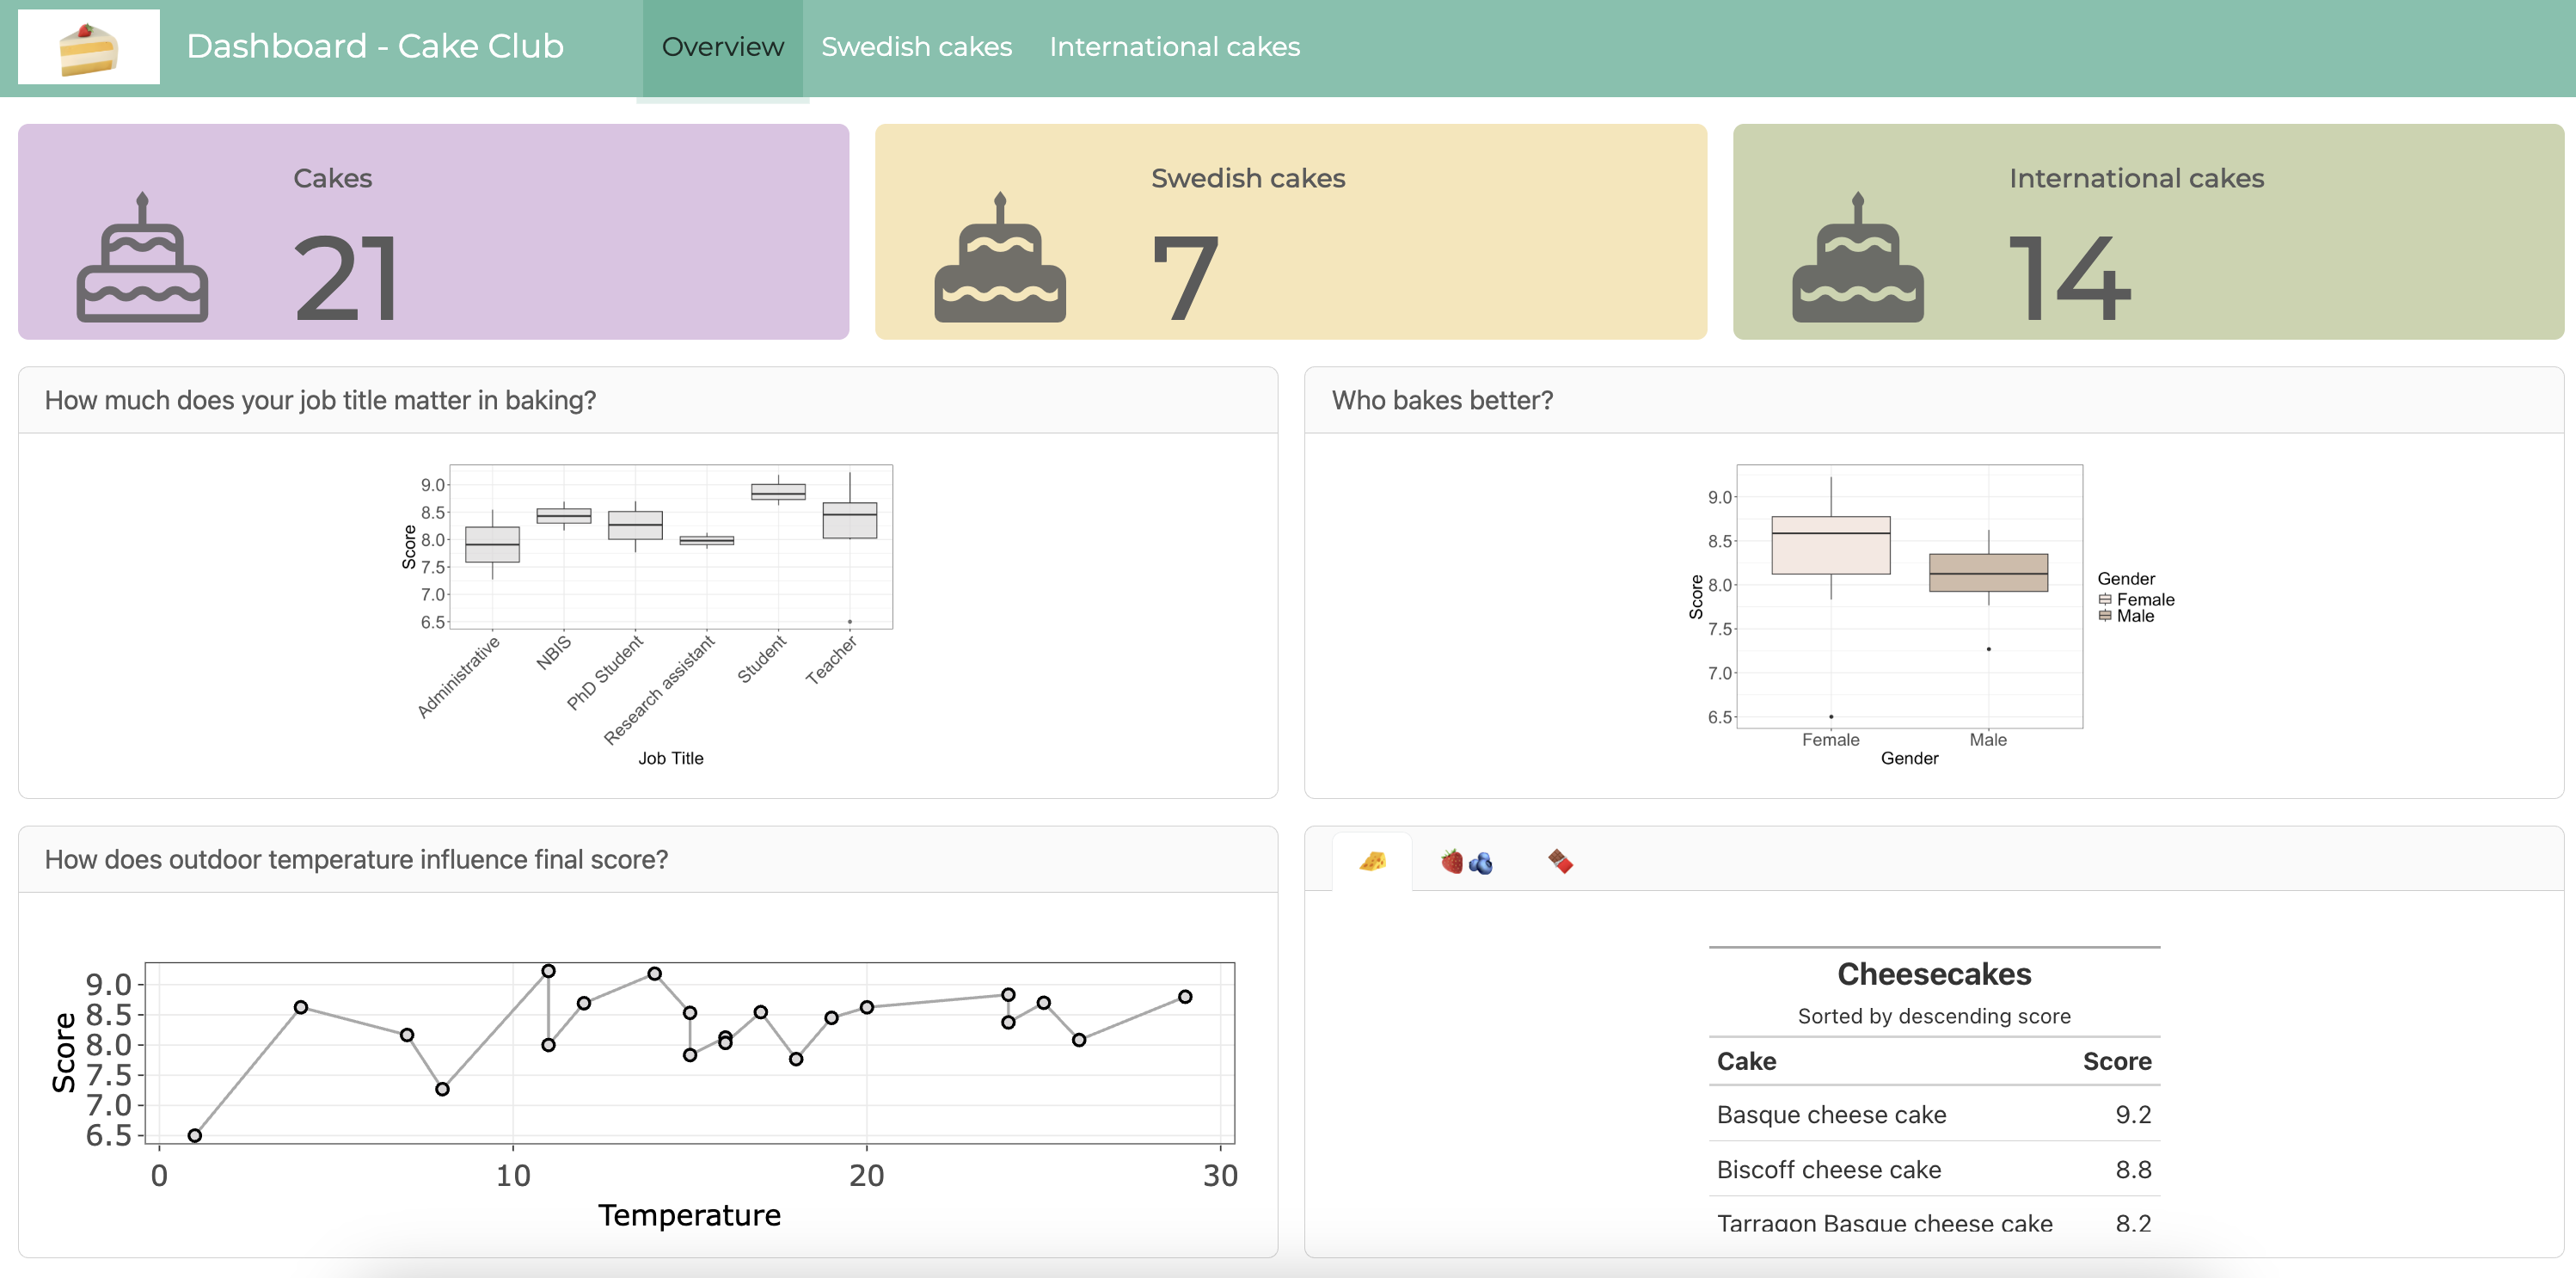 Dashboard - Cake Club
Overview
Swedish cakes
International cakes
Cakes
21
Swedish cakes
7
International cakes
14
How much does your job title matter in baking?
Score
9.0
8.5
8.0
7.5
7.0
6.5
Administrative
NBIS
PhD Student
Research assistant
Student
Teacher
Job Title
Who bakes better?
Score
9.0
8.5
8.0
7.5
7.0
6.5
Female
Male
Gender
Gender
Female
Male
How does outdoor temperature influence final score?
Score
9.0
8.5
8.0
7.5
7.0
6.5
0
10
20
30
Temperature
Cheesecakes
Sorted by descending score
Cake Score
Basque cheese cake 9.2
Biscoff cheese cake 8.8
Tarragon Basque cheese cake 8.2